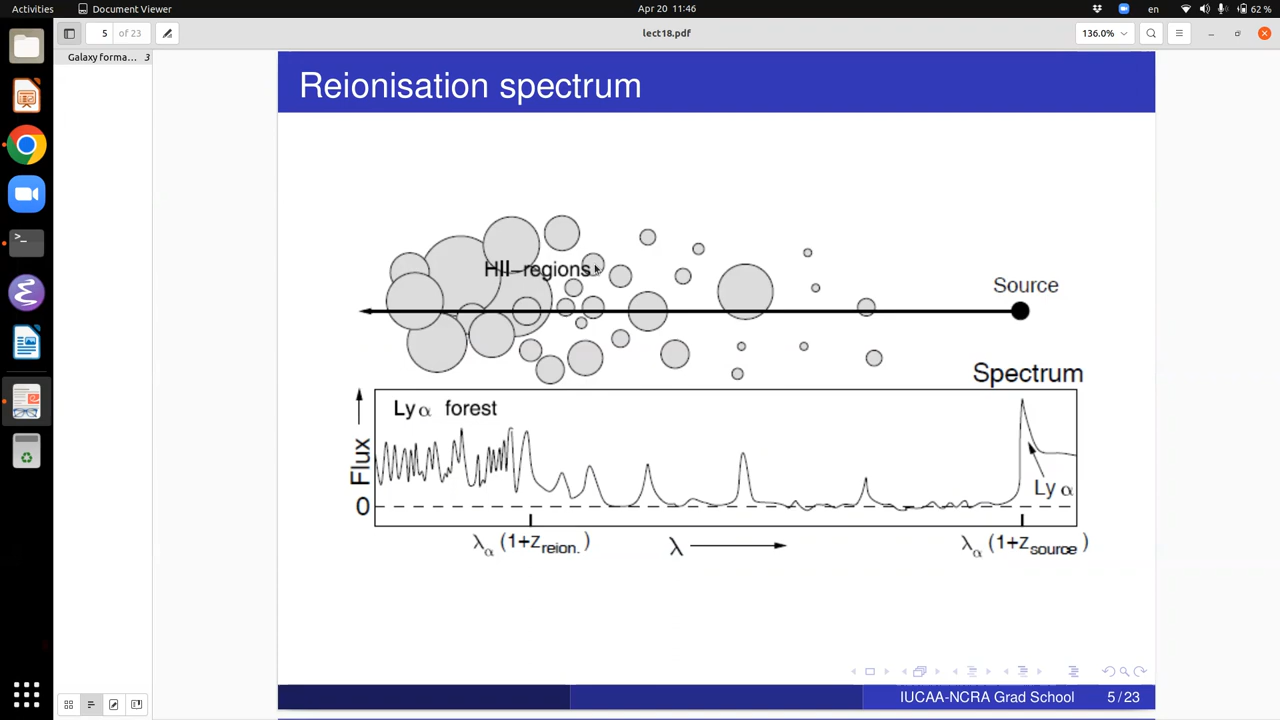 Activities
Document Viewer
Apr 20 11:46
en
62 %
5 of 23
lect18.pdf
136.0%
Galaxy forma... 3
Reionisation spectrum
HII-regions
Source
Spectrum
Ly α forest
Flux
0
Ly α
λα (1+zreion.)
λ
λα (1+zsource)
IUCAA-NCRA Grad School
5 / 23